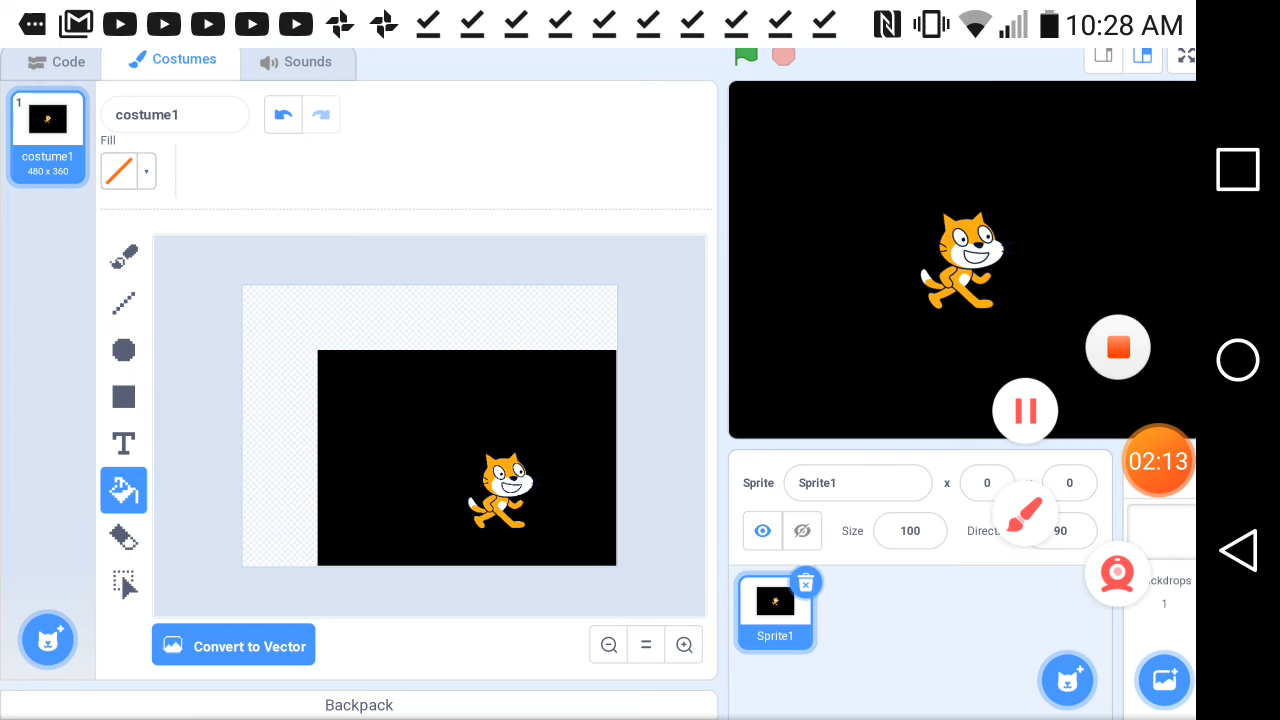 10:28 AM
Code
Costumes
Sounds
1
costume1
480 x 360
costume1
Fill
T
Convert to Vector
Backpack
Sprite
Sprite1
x
0
0
Size
100
Direct
90
Sprite1
02:13
ckdrops
1